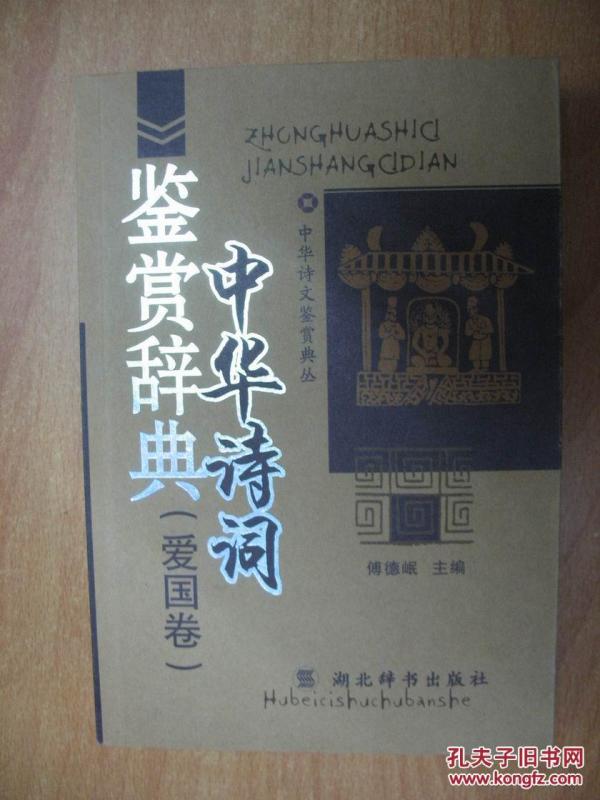 ZHONGHUASHICI
JIANSHANGCIDIAN
中华诗文鉴赏典丛
中华诗词
鉴赏辞典
(爱国卷)
傅德岷 主编
湖北辞书出版社
Hubeicishuchubanshe
孔夫子旧书网
www.kongfz.com